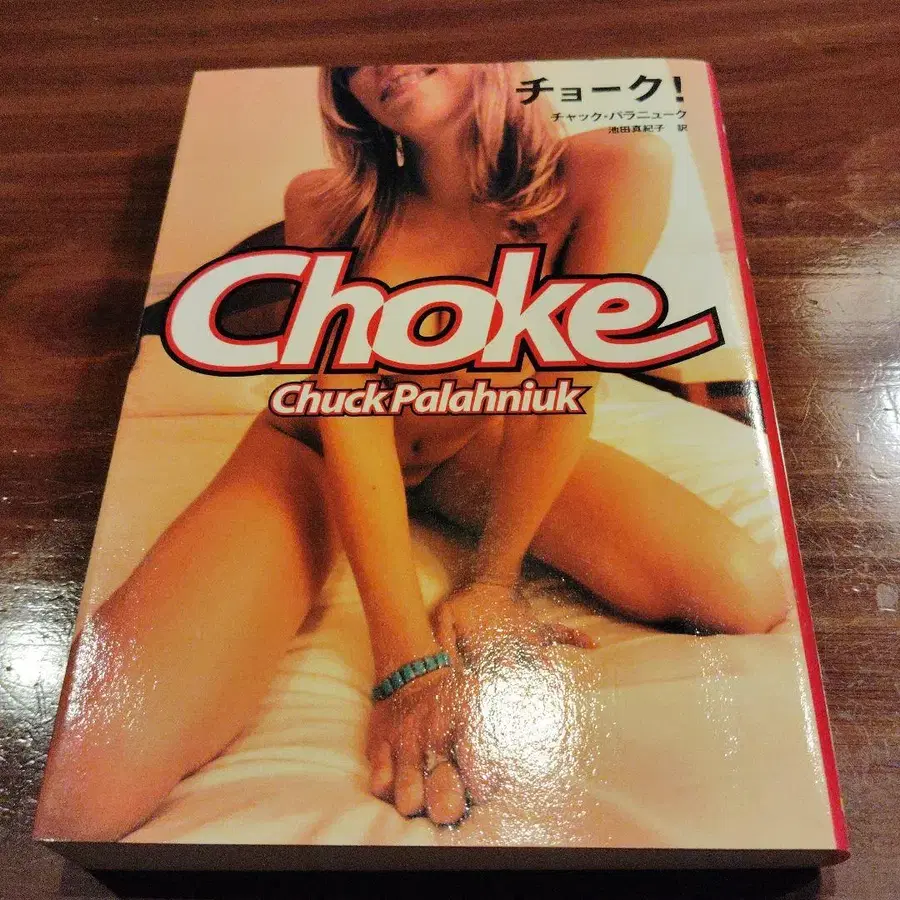 チョーク!
チャック・パラニューク
池田真紀子 訳
Choke
Chuck Palahniuk